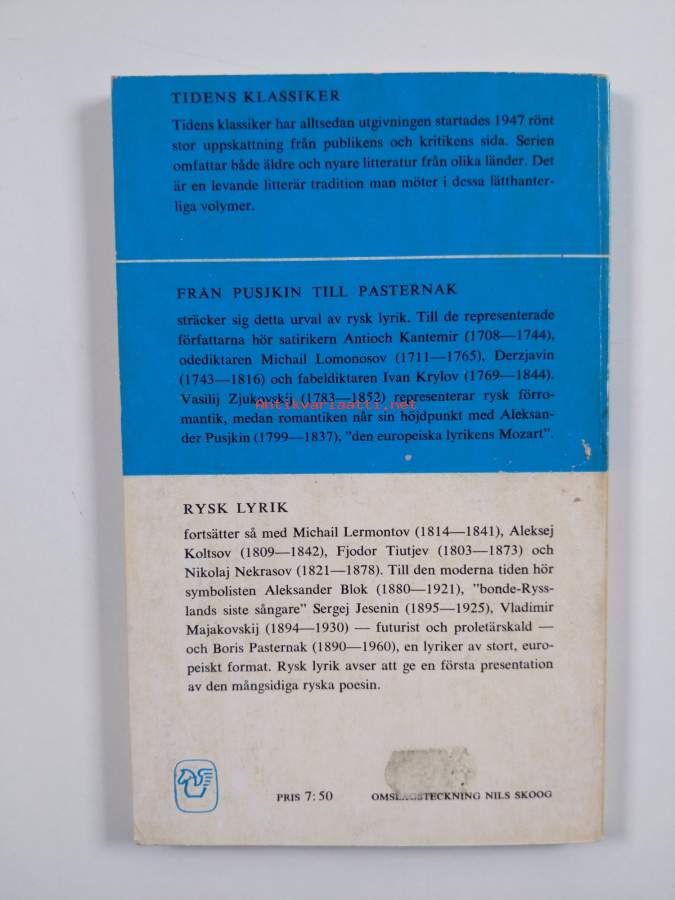 TIDENS KLASSIKER
Tidens klassiker har alltsedan utgivningen startades 1947 rönt
stor uppskattning från publikens och kritikens sida. Serien
omfattar både äldre och nyare litteratur från olika länder. Det
är en levande litterär tradition man möter i dessa lätthanter-
liga volymer.
FRÅN PUSJKIN TILL PASTERNAK
sträcker sig detta urval av rysk lyrik. Till de representerade
författarna hör satirikern Antioch Kantemir (1708—1744),
odediktaren Michail Lomonosov (1711—1765), Derzjavin
(1743—1816) och fabeldiktaren Ivan Krylov (1769—1844).
Vasilij Zjukovskij (1783—1852) representerar rysk förro-
Antikvariaatti.net
mantik, medan romantiken når sin höjdpunkt med Aleksan-
der Pusjkin (1799—1837), "den europeiska lyrikens Mozart".
RYSK LYRIK
fortsätter så med Michail Lermontov (1814—1841), Aleksej
Koltsov (1809—1842), Fjodor Tiutjev (1803—1873) och
Nikolaj Nekrasov (1821—1878). Till den moderna tiden hör
symbolisten Aleksander Blok (1880—1921), "bonde-Ryss-
lands siste sångare" Sergej Jesenin (1895—1925), Vladimir
Majakovskij (1894—1930) — futurist och proletärskald —
och Boris Pasternak (1890—1960), en lyriker av stort, euro-
peiskt format. Rysk lyrik avser att ge en första presentation
av den mångsidiga ryska poesin.
PRIS 7:50 OMSLAGSTECKNING NILS SKOOG